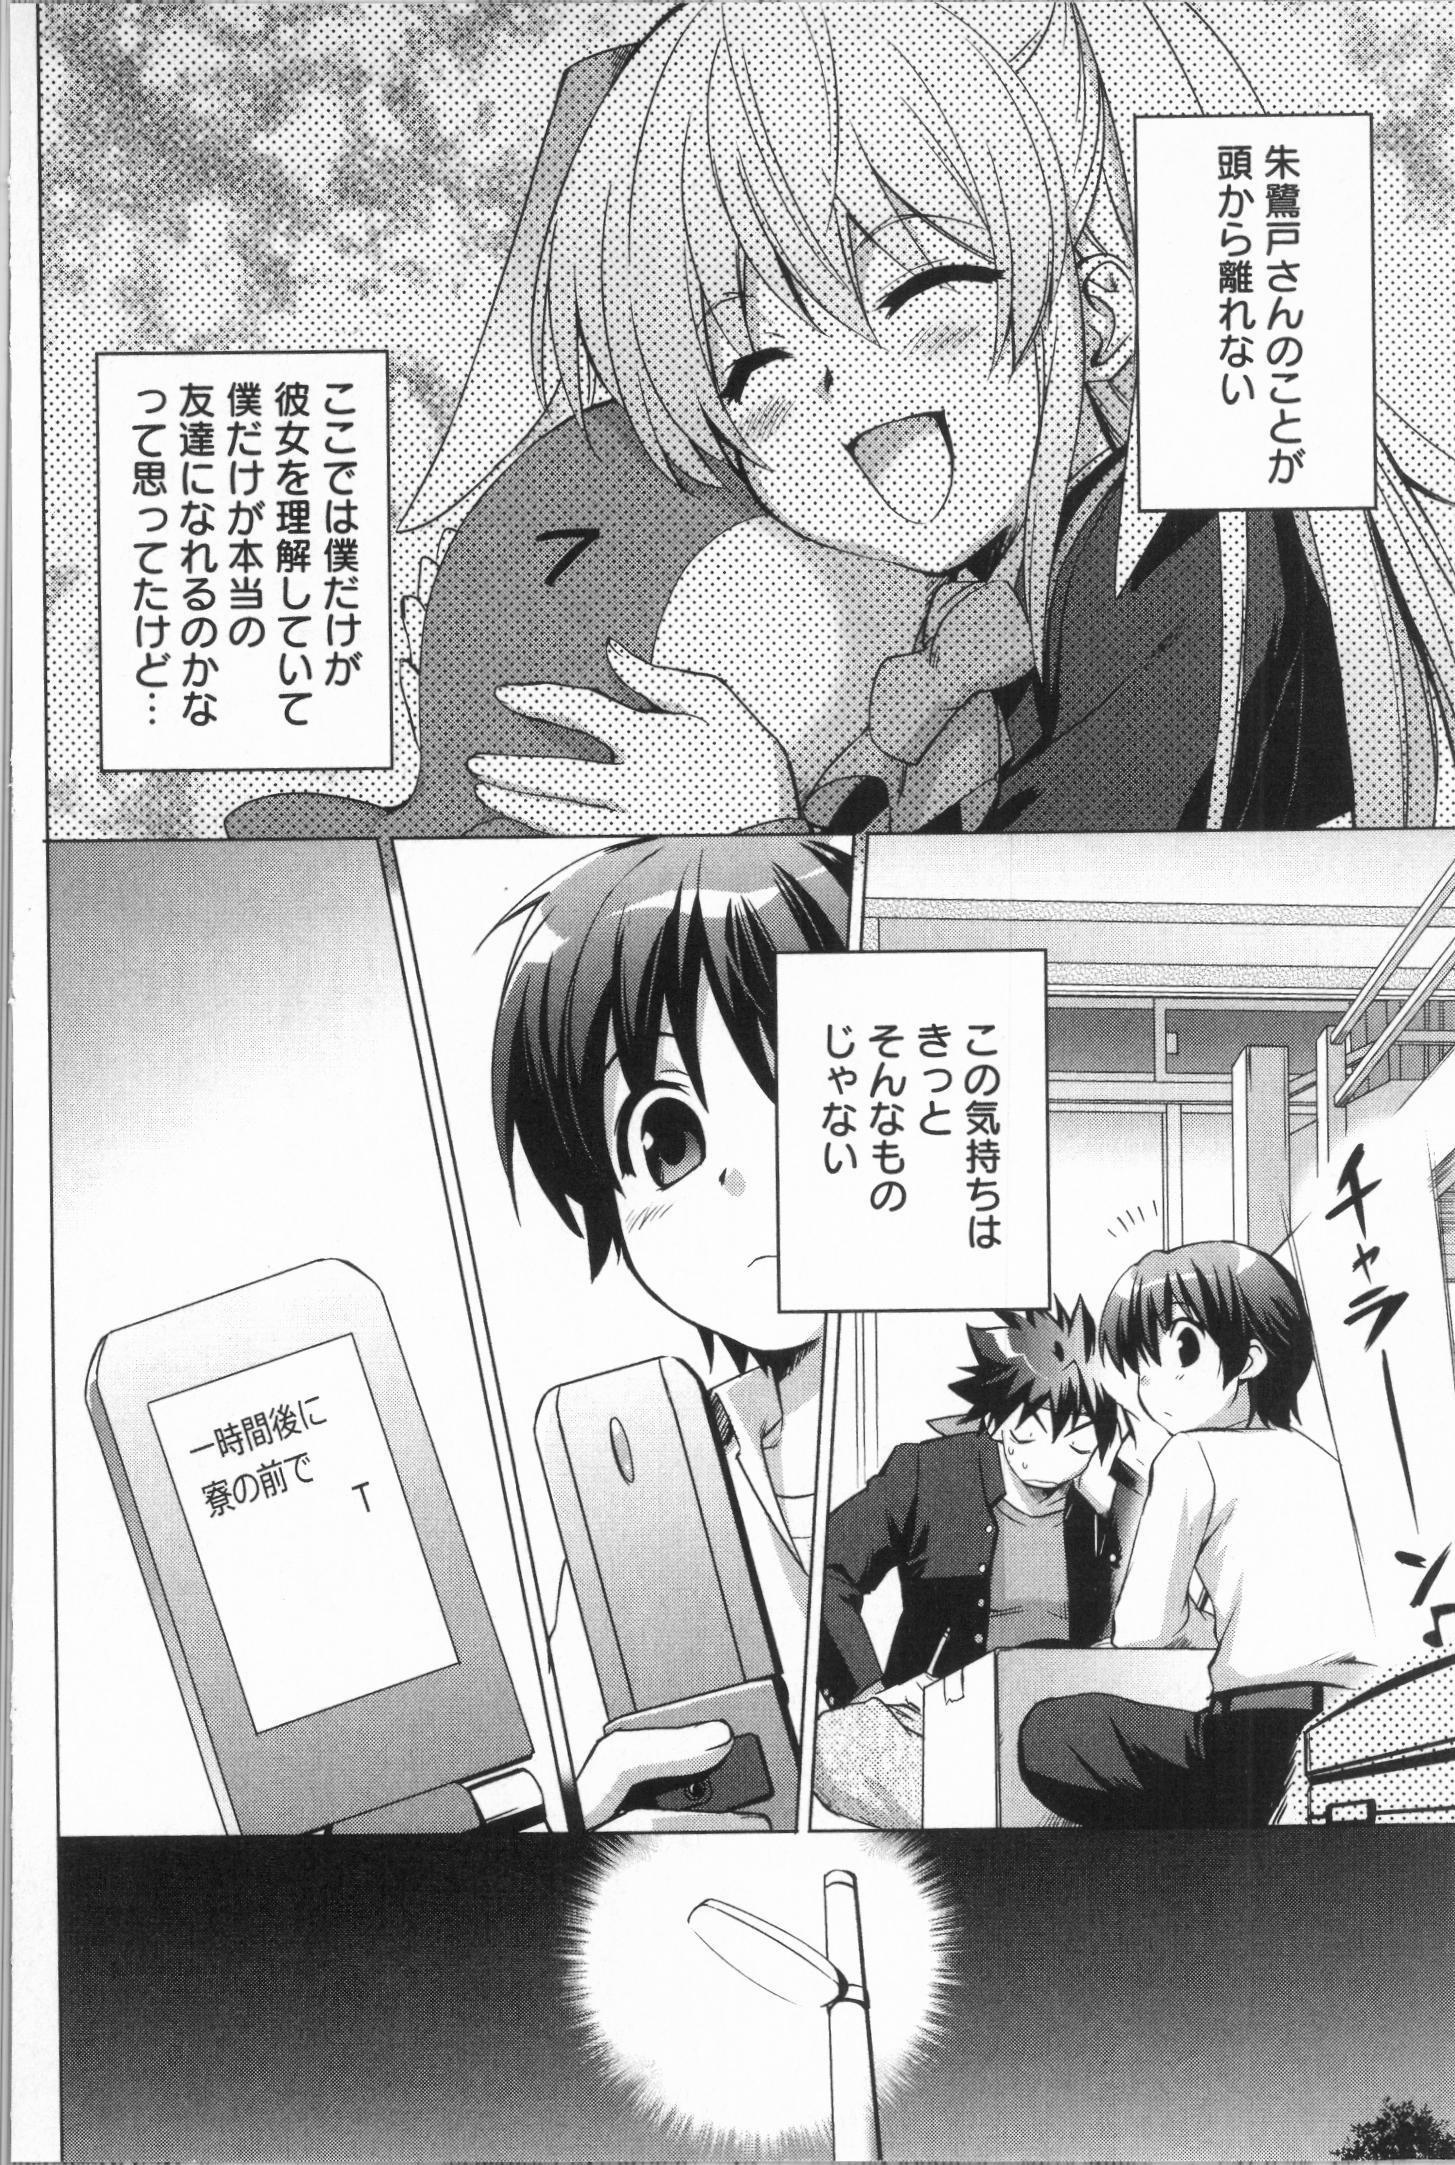 朱鷺戸さんのことが
頭から離れない
ここでは僕だけが
彼女を理解していて
僕だけが本当の
友達になれるのかな
って思ってたけど…
チャラ
ラ〜ン♪
この気持ちは
きっと
そんなもの
じゃない
一時間後に
寮の前で
T